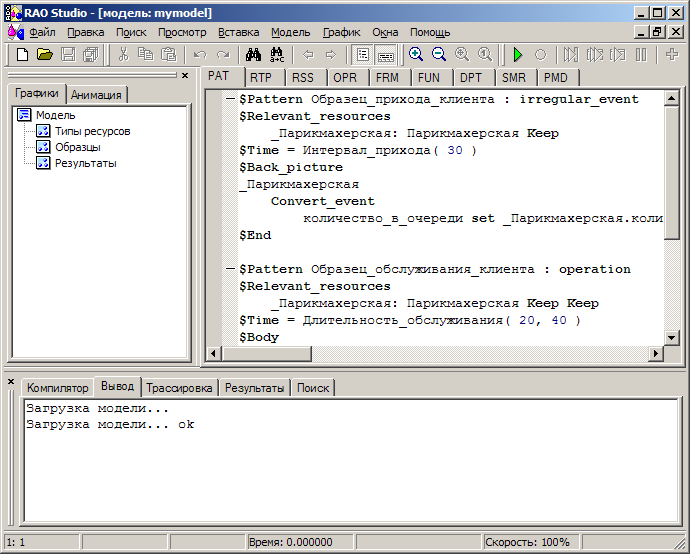 RAO Studio - [модель: mymodel]
Файл Правка Поиск Просмотр Вставка Модель График Окна Помощь
Графики Анимация
Модель
Типы ресурсов
Образцы
Результаты
PAT RTP RSS OPR FRM FUN DPT SMR PMD
$Pattern Образец_прихода_клиента : irregular_event
$Relevant_resources
_Парикмахерская: Парикмахерская Keep
$Time = Интервал_прихода( 30 )
$Back_picture
_Парикмахерская
Convert_event
количество_в_очереди set _Парикмахерская.коли
$End
$Pattern Образец_обслуживания_клиента : operation
$Relevant_resources
_Парикмахерская: Парикмахерская Keep Keep
$Time = Длительность_обслуживания( 20, 40 )
$Body
Компилятор Вывод Трассировка Результаты Поиск
Загрузка модели...
Загрузка модели... ok
1: 1 Время: 0.000000 Скорость: 100%